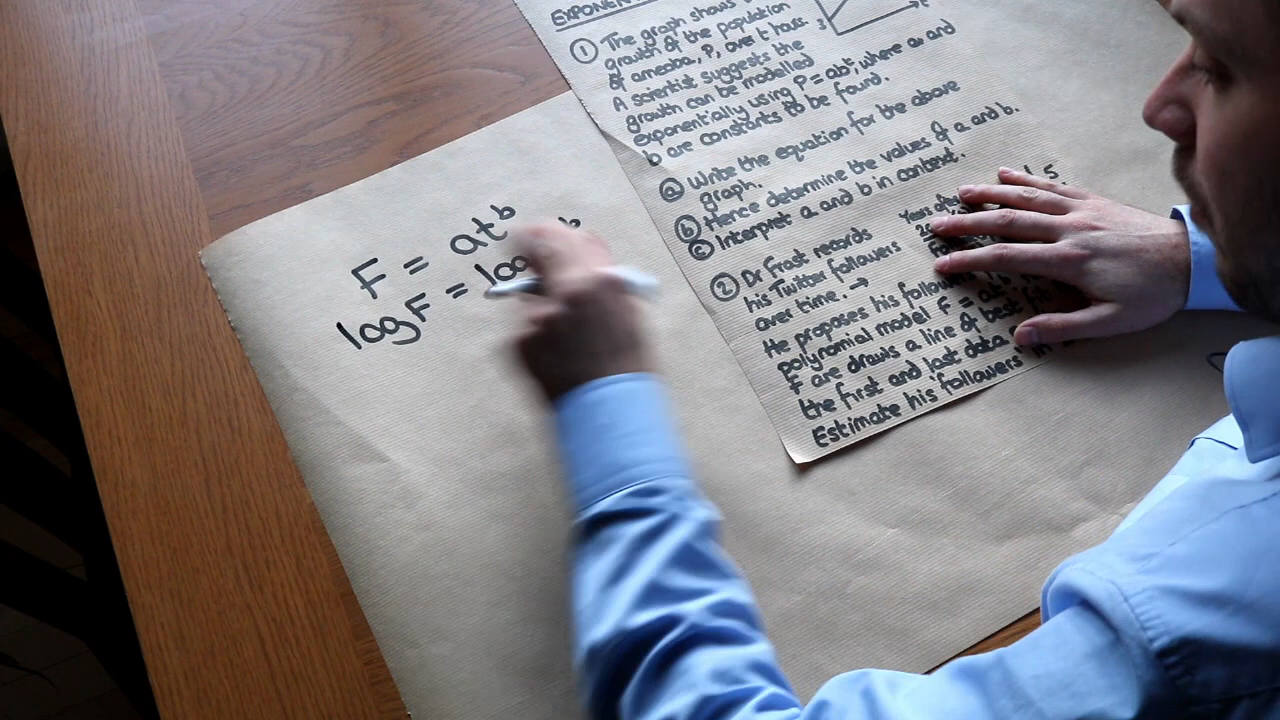 ① The graph shows
growth of the population
of amoeba, P, over t hours.
A scientist suggests the
growth can be modelled
exponentially using P = abᵗ, where a and
b are constants to be found.
3
t
ⓐ Write the equation for the above
graph.
ⓑ Hence determine the values of a and b.
ⓒ Interpret a and b in context.
② Dr Frost records
his Twitter followers
over time. →
Years
He proposes his
polynomial model F = atᵇ
F are draws a line of best fit
the first and last data
Estimate his followers in
F = atᵇ
log F = log